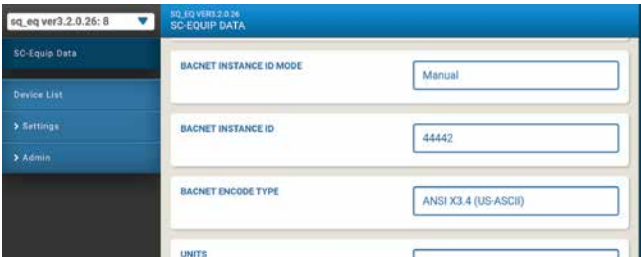 sq_eq ver3.2.0.26: 8
SQ_EQ VER3.2.0.26
SC-EQUIP DATA
SC-Equip Data
Device List
> Settings
> Admin
BACNET INSTANCE ID MODE
Manual
BACNET INSTANCE ID
44442
BACNET ENCODE TYPE
ANSI X3.4 (US-ASCII)
UNITS